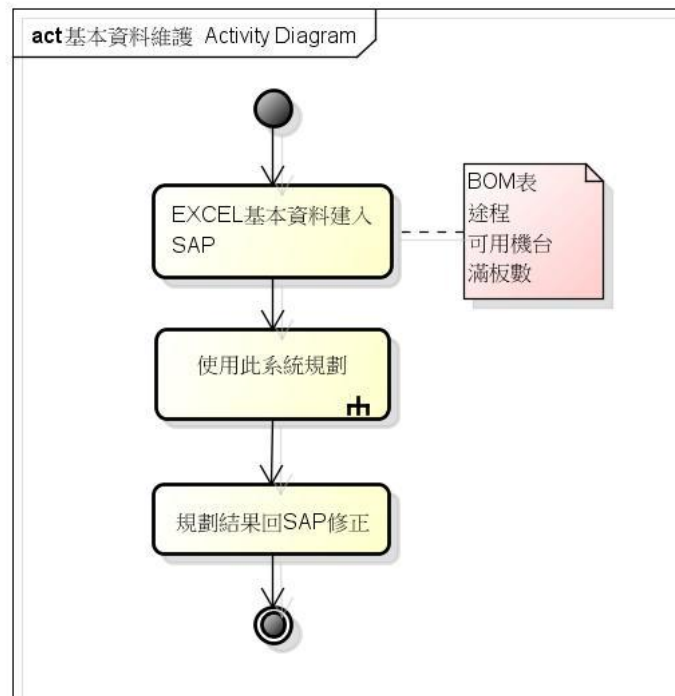 act 基本資料維護 Activity Diagram
EXCEL基本資料建入
SAP
BOM表
途程
可用機台
滿板數
使用此系統規劃
規劃結果回SAP修正